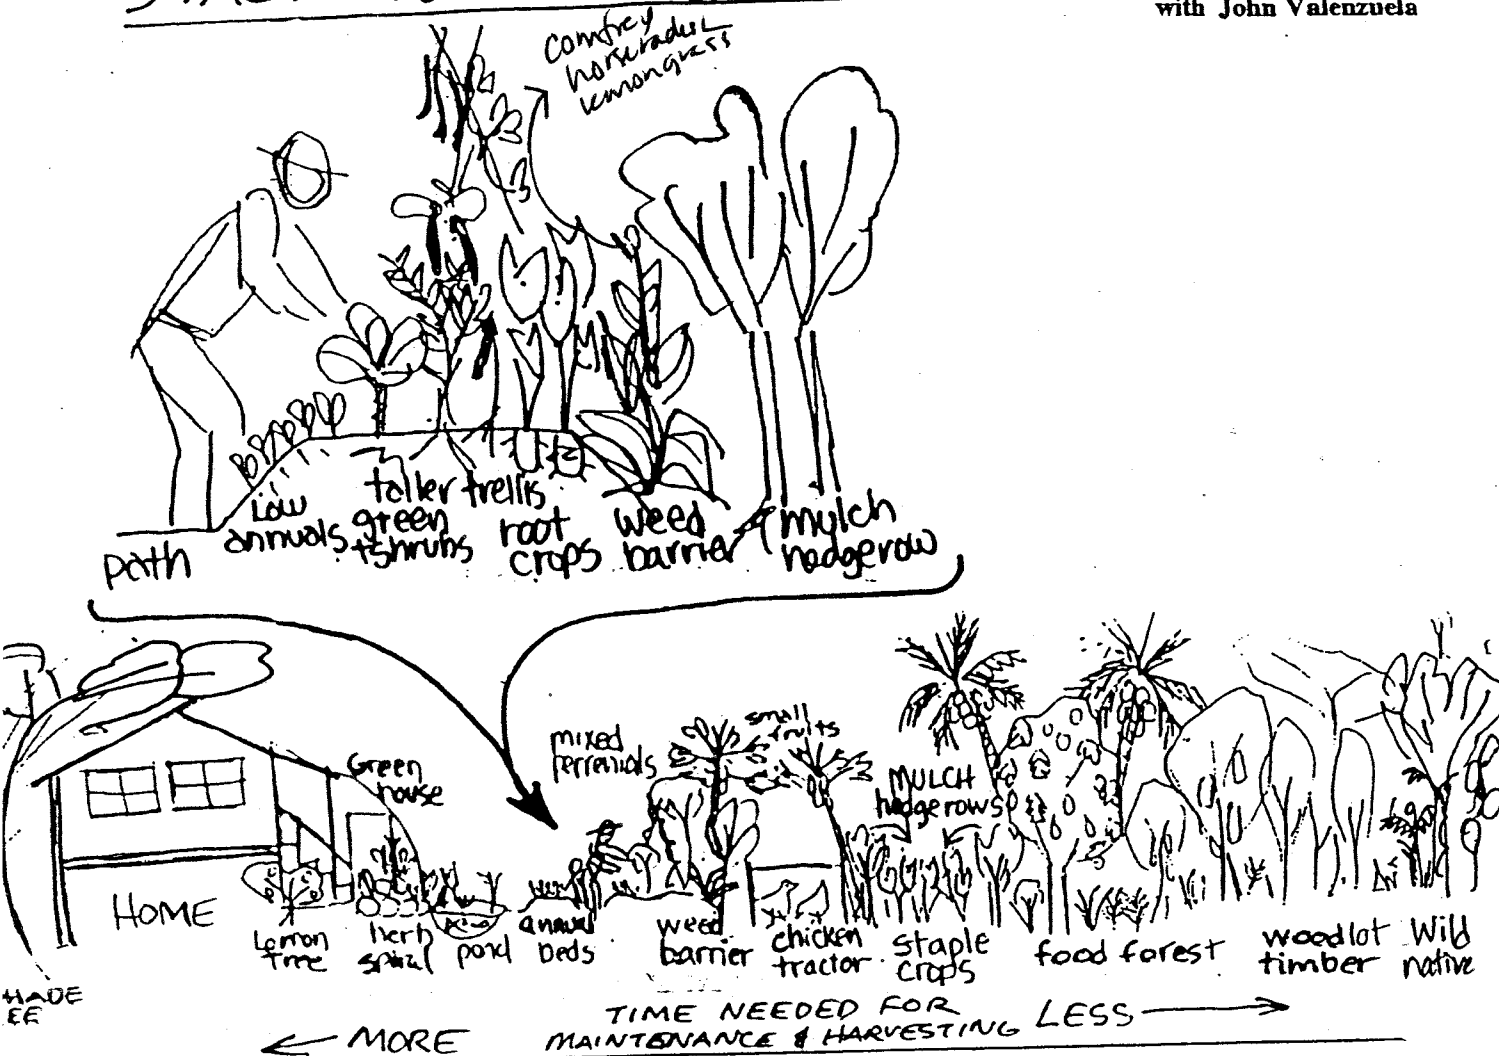 with John Valenzuela
comfrey
horseradish
lemongrass
path
Low
annuals
taller
green
+shrubs
trellis
root
crops
weed
barrier
mulch
hedgerow
Green
house
mixed
perrenials
small
fruits
MULCH
hedgerows
HOME
Lemon
tree
herb
spiral
pond
annual
beds
weed
barrier
chicken
tractor
staple
crops
food forest
woodlot
timber
Wild
native
← MORE
TIME NEEDED FOR
MAINTENANCE & HARVESTING
LESS →